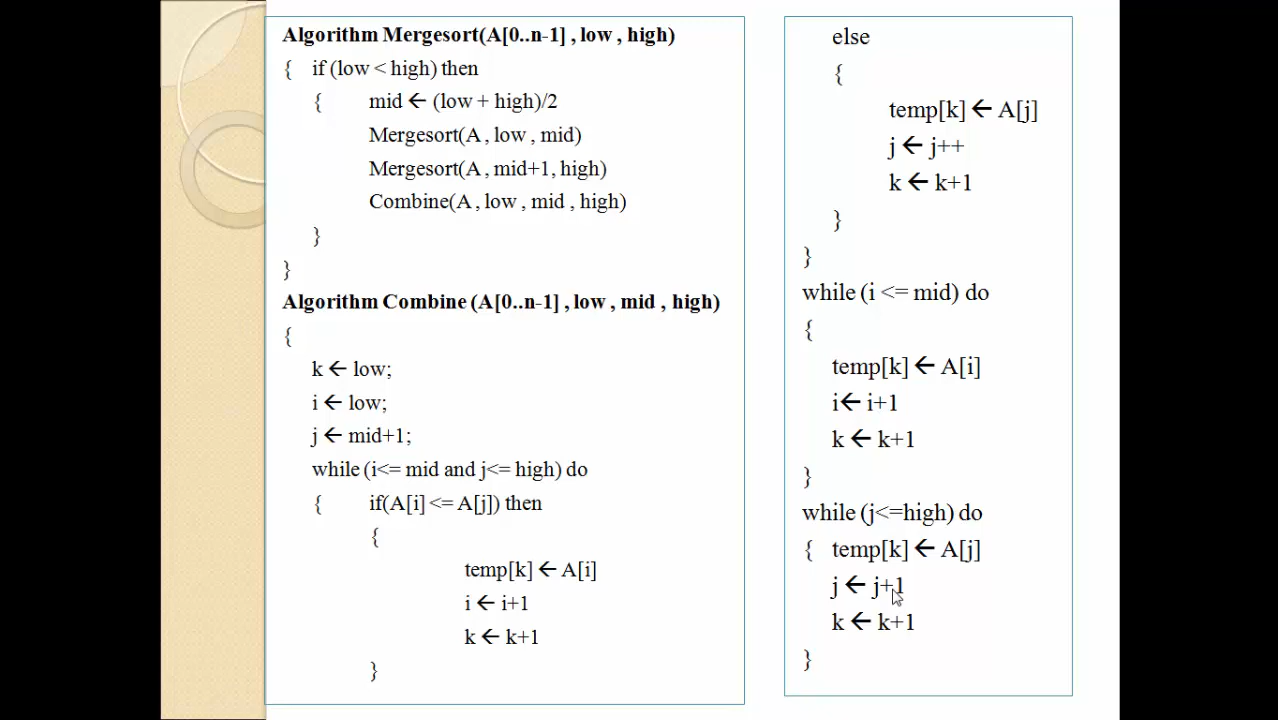 Algorithm Mergesort(A[0..n-1] , low , high)
{ if (low < high) then
{ mid ← (low + high)/2
Mergesort(A , low , mid)
Mergesort(A , mid+1, high)
Combine(A , low , mid , high)
}
}
Algorithm Combine (A[0..n-1] , low , mid , high)
{
k ← low;
i ← low;
j ← mid+1;
while (i<= mid and j<= high) do
{ if(A[i] <= A[j]) then
{
temp[k] ← A[i]
i ← i+1
k ← k+1
}
else
{
temp[k] ← A[j]
j ← j++
k ← k+1
}
}
while (i <= mid) do
{
temp[k] ← A[i]
i← i+1
k ← k+1
}
while (j<=high) do
{ temp[k] ← A[j]
j ← j+1
k ← k+1
}